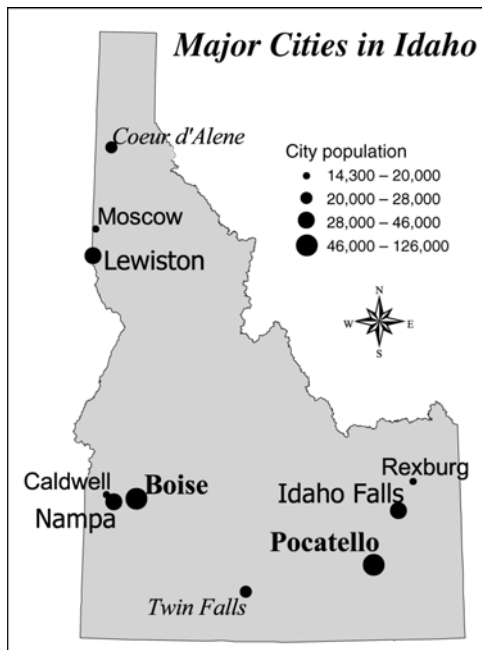 Major Cities in Idaho
Coeur d'Alene
City population
14,300 – 20,000
20,000 – 28,000
28,000 – 46,000
46,000 – 126,000
Moscow
Lewiston
N
W E
S
Caldwell
Boise
Nampa
Rexburg
Idaho Falls
Pocatello
Twin Falls